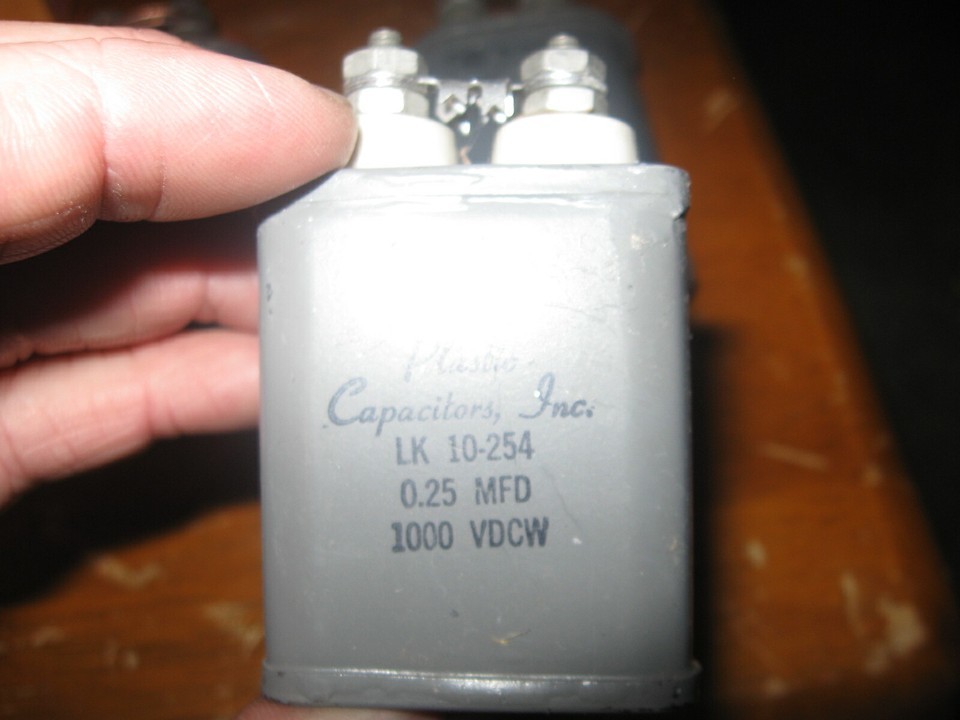 Plastic
Capacitors, Inc.
LK 10-254
0.25 MFD
1000 VDCW